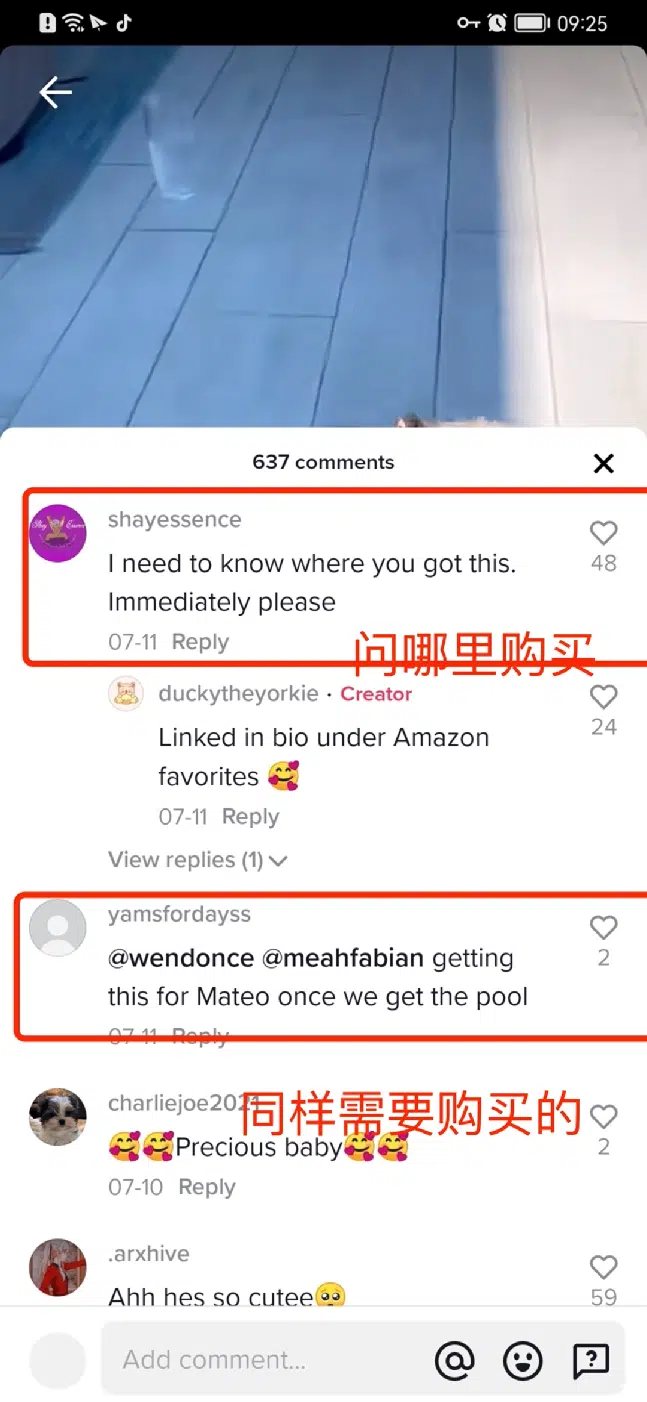 09:25
637 comments
shayessence
I need to know where you got this.
Immediately please
48
07-11 Reply
问哪里购买
duckytheyorkie · Creator
Linked in bio under Amazon
favorites 🥰
24
07-11 Reply
View replies (1)
yamsfordayss
@wendonce @meahfabian getting
this for Mateo once we get the pool
2
07-11 Reply
charliejoe2021
同样需要购买的
🥰🥰Precious baby🥰🥰
2
07-10 Reply
.arxhive
Ahh hes so cutee🥺
59
Add comment...